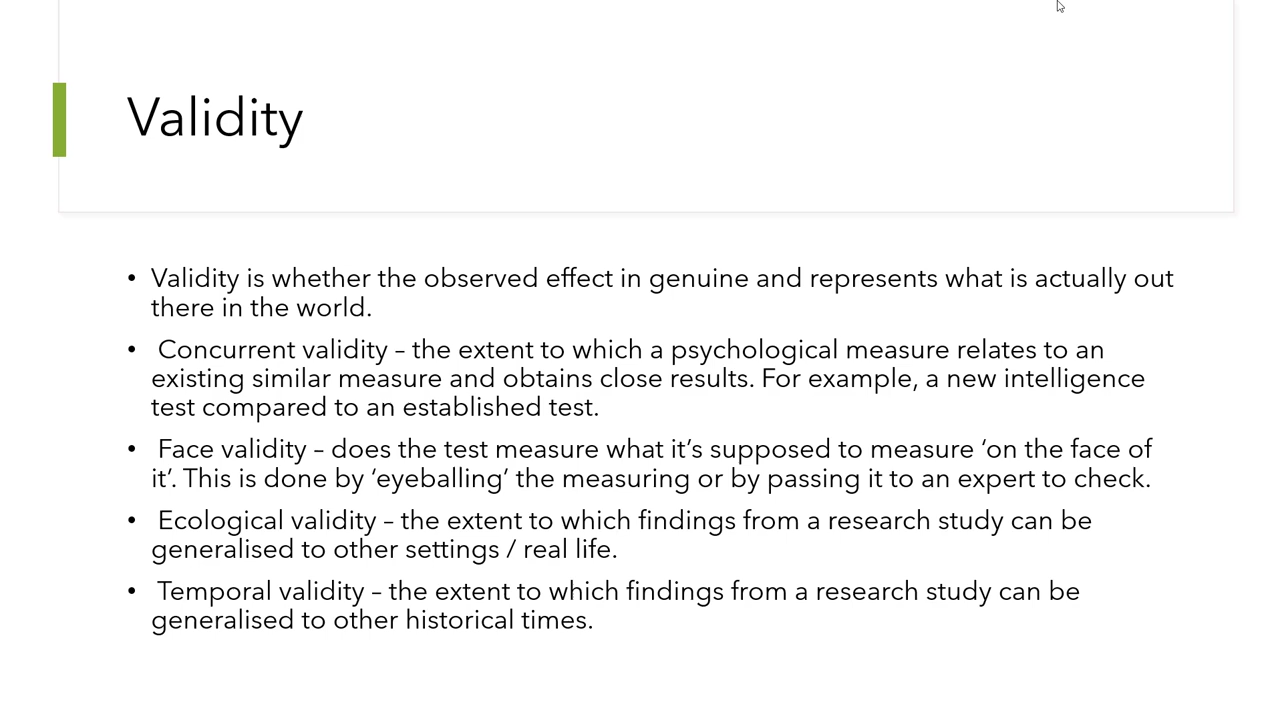 Validity
• Validity is whether the observed effect in genuine and represents what is actually out
there in the world.
• Concurrent validity – the extent to which a psychological measure relates to an
existing similar measure and obtains close results. For example, a new intelligence
test compared to an established test.
• Face validity – does the test measure what it’s supposed to measure ‘on the face of
it’. This is done by ‘eyeballing’ the measuring or by passing it to an expert to check.
• Ecological validity – the extent to which findings from a research study can be
generalised to other settings / real life.
• Temporal validity – the extent to which findings from a research study can be
generalised to other historical times.